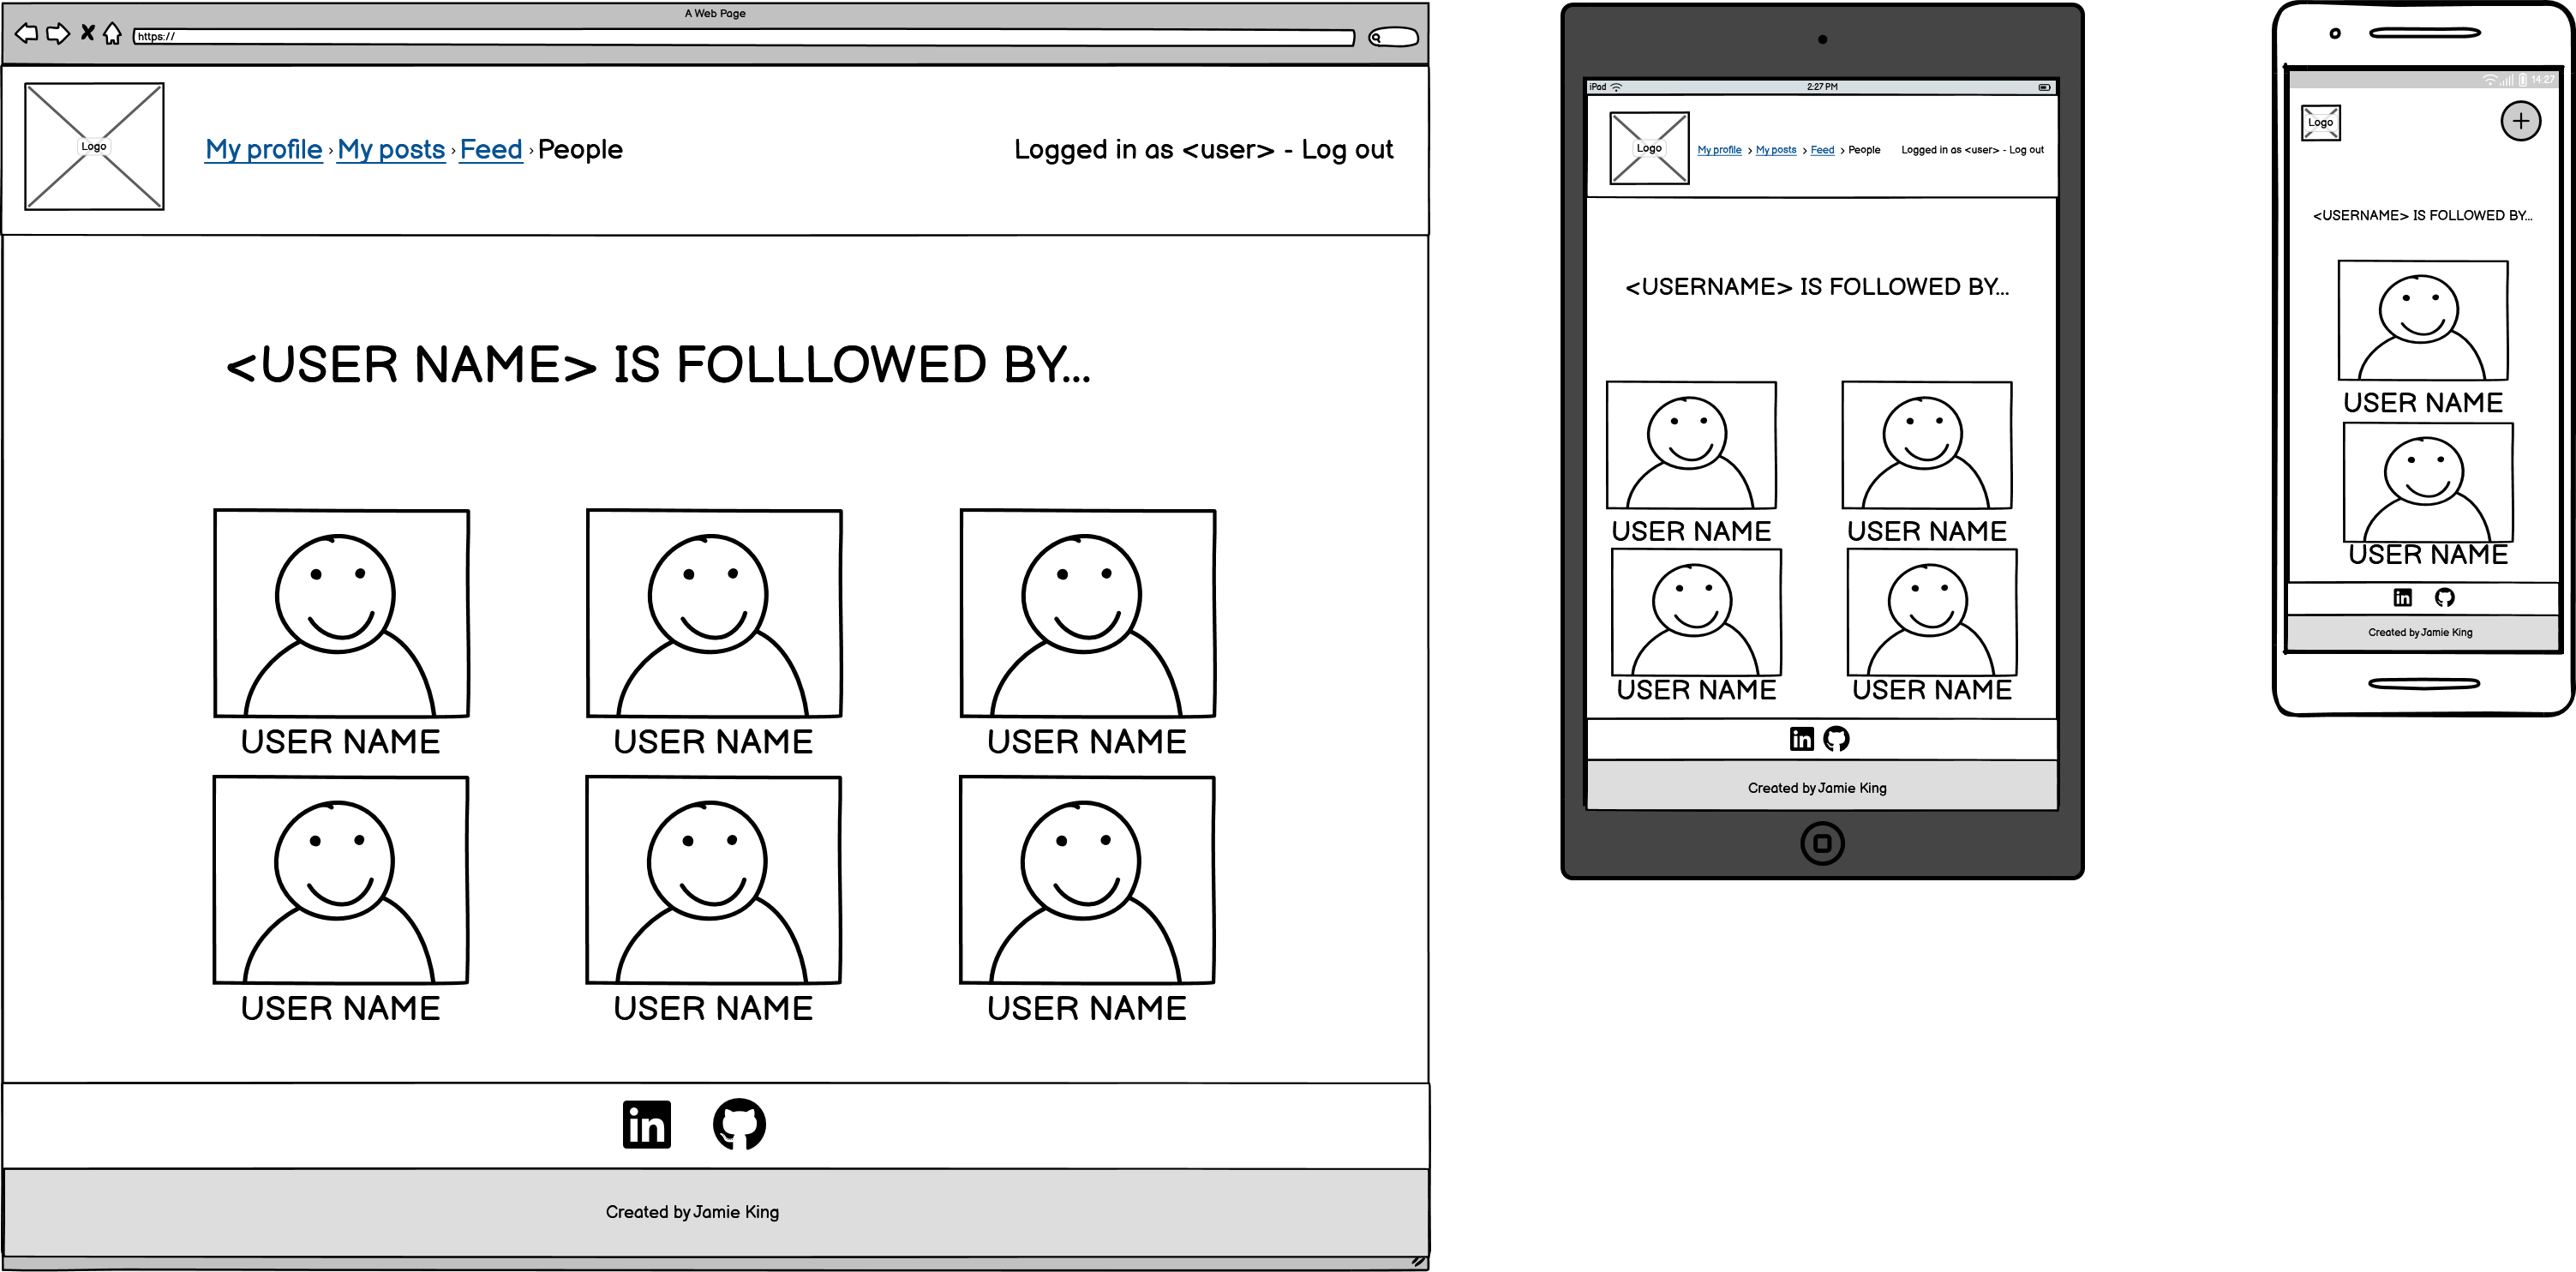 A Web Page
https://
Logo
My profile › My posts › Feed › People
Logged in as <user> - Log out
<USER NAME> IS FOLLLOWED BY...
USER NAME USER NAME USER NAME
USER NAME USER NAME USER NAME
in
Created by Jamie King
iPad 2:27 PM
Logo
My profile > My posts > Feed > People
Logged in as <user> - Log out
<USERNAME> IS FOLLOWED BY...
USER NAME USER NAME
USER NAME USER NAME
in
Created by Jamie King
14:27
Logo
<USERNAME> IS FOLLOWED BY...
USER NAME
USER NAME
in
Created by Jamie King